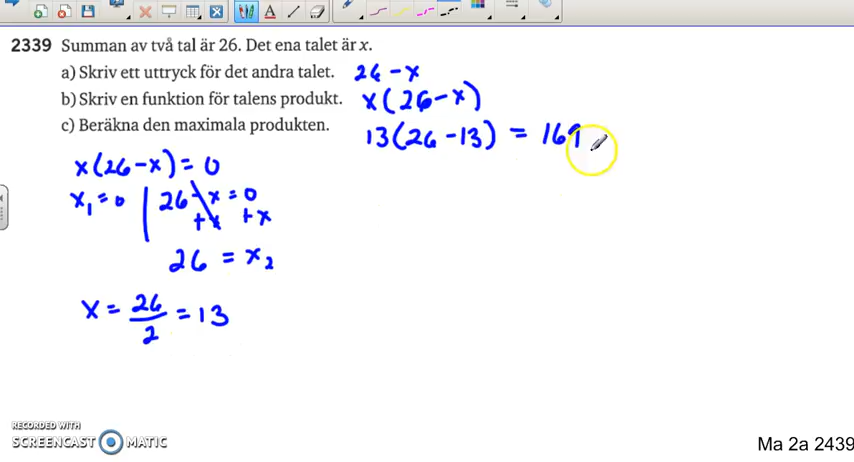 2339 Summan av två tal är 26. Det ena talet är x.
a) Skriv ett uttryck för det andra talet. 26 - x
b) Skriv en funktion för talens produkt. x(26 - x)
c) Beräkna den maximala produkten. 13(26 - 13) = 169
x(26 - x) = 0
x₁ = 0 | 26 - x = 0
+x +x
26 = x₂
x = 26/2 = 13
RECORDED WITH
SCREENCAST MATIC
Ma 2a 2439